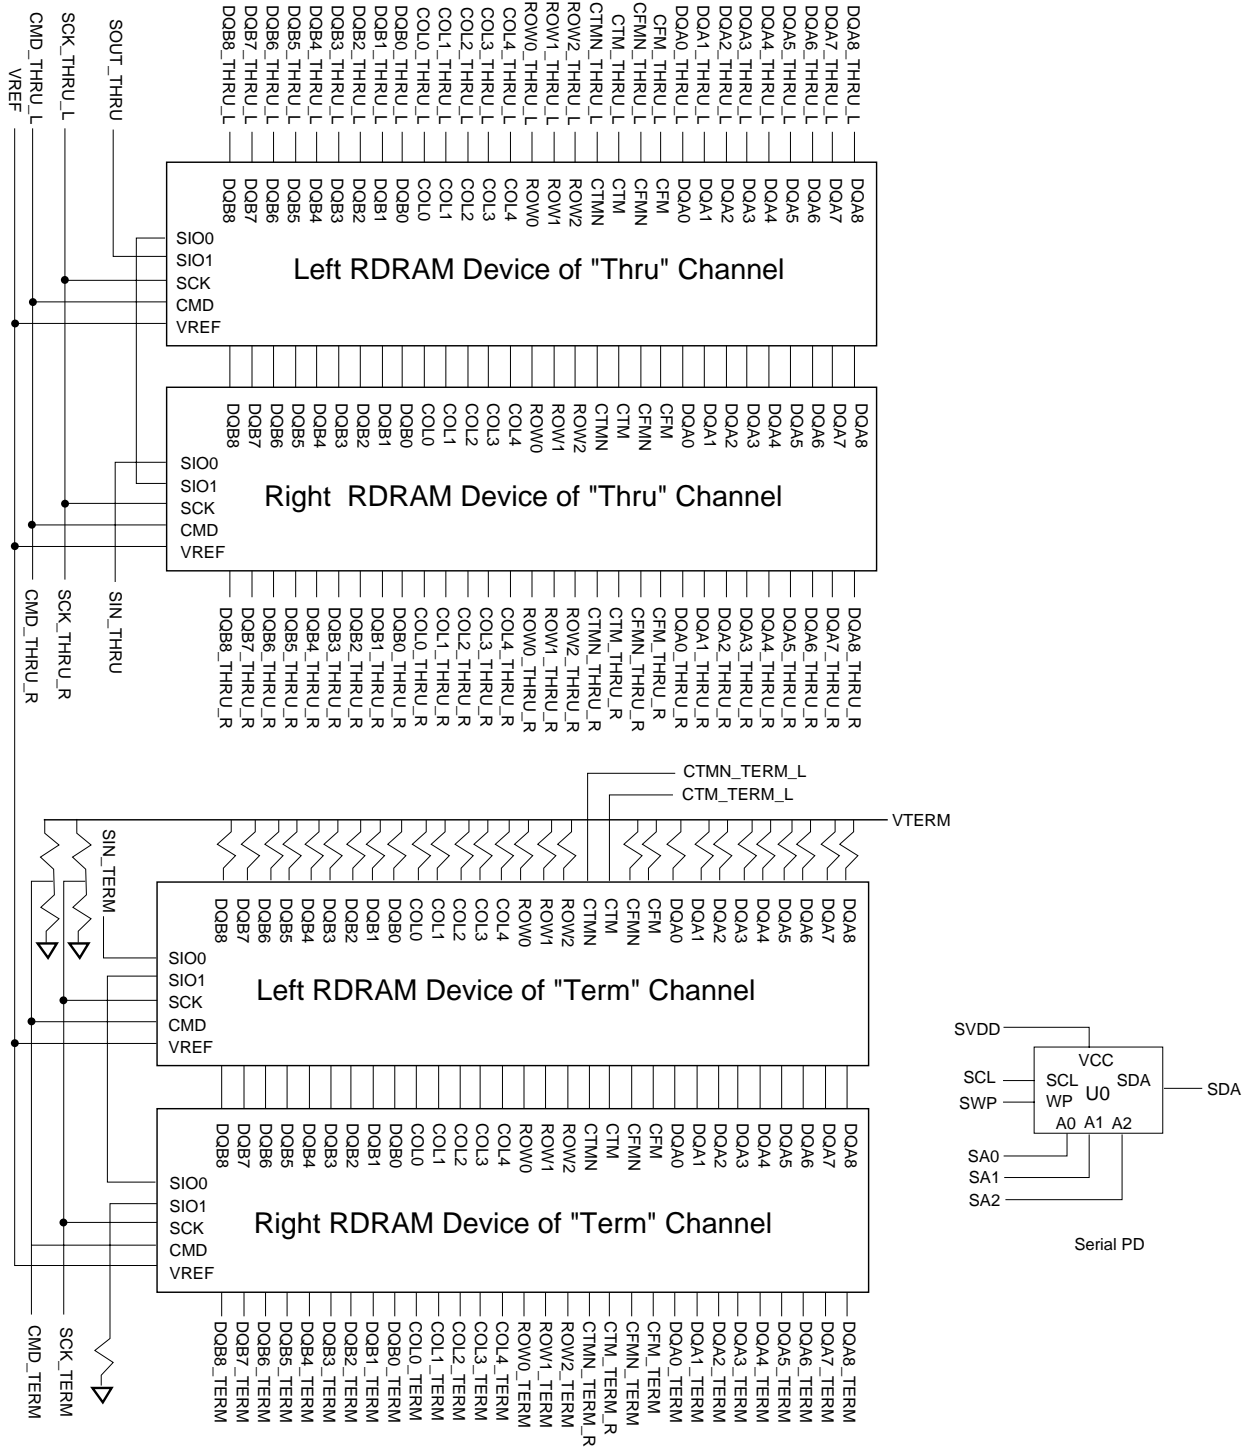 VREF
CMD_THRU_L
SCK_THRU_L
SOUT_THRU
DQB8_THRU_L
DQB7_THRU_L
DQB6_THRU_L
DQB5_THRU_L
DQB4_THRU_L
DQB3_THRU_L
DQB2_THRU_L
DQB1_THRU_L
DQB0_THRU_L
COL0_THRU_L
COL1_THRU_L
COL2_THRU_L
COL3_THRU_L
COL4_THRU_L
ROW0_THRU_L
ROW1_THRU_L
ROW2_THRU_L
CTMN_THRU_L
CTM_THRU_L
CFMN_THRU_L
CFM_THRU_L
DQA0_THRU_L
DQA1_THRU_L
DQA2_THRU_L
DQA3_THRU_L
DQA4_THRU_L
DQA5_THRU_L
DQA6_THRU_L
DQA7_THRU_L
DQA8_THRU_L
DQB8
DQB7
DQB6
DQB5
DQB4
DQB3
DQB2
DQB1
DQB0
COL0
COL1
COL2
COL3
COL4
ROW0
ROW1
ROW2
CTMN
CTM
CFMN
CFM
DQA0
DQA1
DQA2
DQA3
DQA4
DQA5
DQA6
DQA7
DQA8
SIO0
SIO1
SCK
CMD
VREF
Left RDRAM Device of "Thru" Channel
DQB8
DQB7
DQB6
DQB5
DQB4
DQB3
DQB2
DQB1
DQB0
COL0
COL1
COL2
COL3
COL4
ROW0
ROW1
ROW2
CTMN
CTM
CFMN
CFM
DQA0
DQA1
DQA2
DQA3
DQA4
DQA5
DQA6
DQA7
DQA8
SIO0
SIO1
SCK
CMD
VREF
Right RDRAM Device of "Thru" Channel
CMD_THRU_R
SCK_THRU_R
SIN_THRU
DQB8_THRU_R
DQB7_THRU_R
DQB6_THRU_R
DQB5_THRU_R
DQB4_THRU_R
DQB3_THRU_R
DQB2_THRU_R
DQB1_THRU_R
DQB0_THRU_R
COL0_THRU_R
COL1_THRU_R
COL2_THRU_R
COL3_THRU_R
COL4_THRU_R
ROW0_THRU_R
ROW1_THRU_R
ROW2_THRU_R
CTMN_THRU_R
CTM_THRU_R
CFMN_THRU_R
CFM_THRU_R
DQA0_THRU_R
DQA1_THRU_R
DQA2_THRU_R
DQA3_THRU_R
DQA4_THRU_R
DQA5_THRU_R
DQA6_THRU_R
DQA7_THRU_R
DQA8_THRU_R
CTMN_TERM_L
CTM_TERM_L
VTERM
SIN_TERM
DQB8
DQB7
DQB6
DQB5
DQB4
DQB3
DQB2
DQB1
DQB0
COL0
COL1
COL2
COL3
COL4
ROW0
ROW1
ROW2
CTMN
CTM
CFMN
CFM
DQA0
DQA1
DQA2
DQA3
DQA4
DQA5
DQA6
DQA7
DQA8
SIO0
SIO1
SCK
CMD
VREF
Left RDRAM Device of "Term" Channel
DQB8
DQB7
DQB6
DQB5
DQB4
DQB3
DQB2
DQB1
DQB0
COL0
COL1
COL2
COL3
COL4
ROW0
ROW1
ROW2
CTMN
CTM
CFMN
CFM
DQA0
DQA1
DQA2
DQA3
DQA4
DQA5
DQA6
DQA7
DQA8
SIO0
SIO1
SCK
CMD
VREF
Right RDRAM Device of "Term" Channel
CMD_TERM
SCK_TERM
DQB8_TERM
DQB7_TERM
DQB6_TERM
DQB5_TERM
DQB4_TERM
DQB3_TERM
DQB2_TERM
DQB1_TERM
DQB0_TERM
COL0_TERM
COL1_TERM
COL2_TERM
COL3_TERM
COL4_TERM
ROW0_TERM
ROW1_TERM
ROW2_TERM
CTMN_TERM_R
CTM_TERM_R
CFMN_TERM
CFM_TERM
DQA0_TERM
DQA1_TERM
DQA2_TERM
DQA3_TERM
DQA4_TERM
DQA5_TERM
DQA6_TERM
DQA7_TERM
DQA8_TERM
SVDD
VCC
SCL
SCL
SDA
SDA
SWP
WP
U0
A0 A1 A2
SA0
SA1
SA2
Serial PD